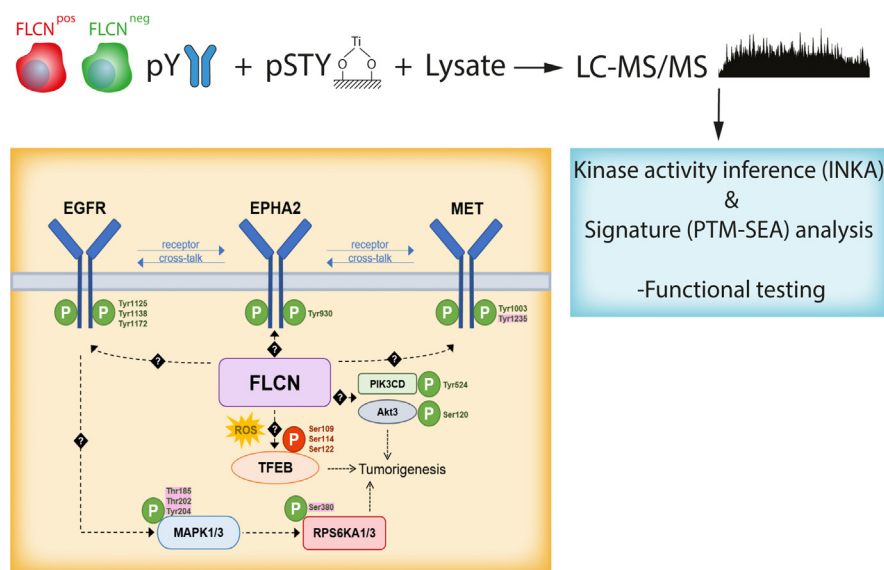 FLCN pos
FLCN neg
pY + pSTY Ti O O + Lysate LC-MS/MS
Kinase activity inference (INKA)
&
Signature (PTM-SEA) analysis
-Functional testing
EGFR EPHA2 MET
receptor
cross-talk
receptor
cross-talk
P P
Tyr1125
Tyr1138
Tyr1172
P P
Tyr930
P P
Tyr1003
Tyr1235
? ? ?
FLCN
?
PIK3CD P Tyr524
Akt3 P Ser120
ROS ? P
Ser109
Ser114
Ser122
TFEB
Tumorigenesis
?
P
Thr185
Thr202
Tyr204
MAPK1/3
P Ser380
RPS6KA1/3